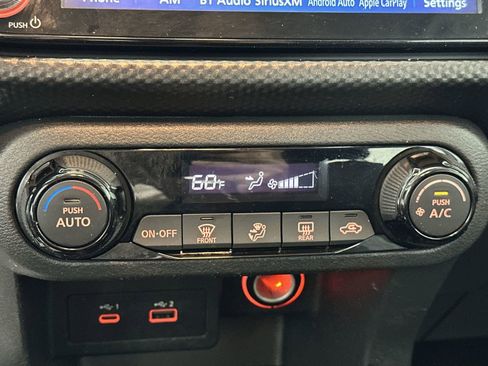 Phone AM BT Audio SiriusXM Android Auto Apple CarPlay Settings
PUSH
60°F
PUSH
AUTO
PUSH
A/C
ON-OFF
FRONT
REAR
1
2